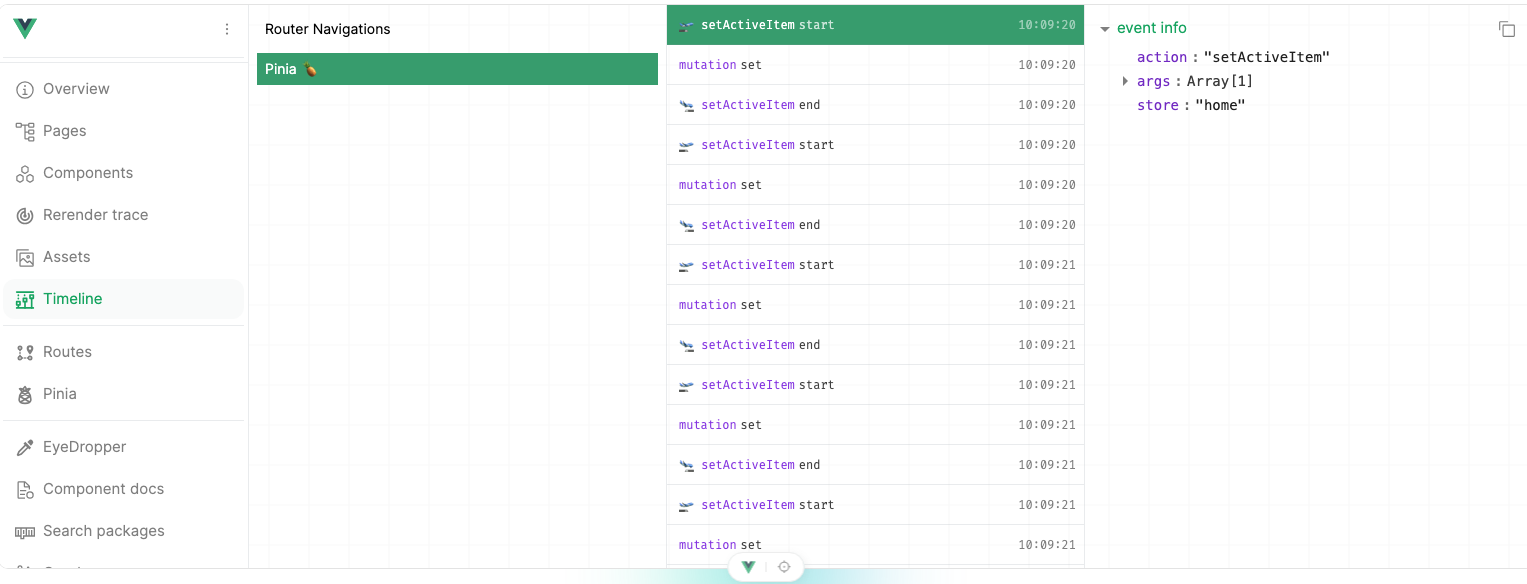 Overview
Pages
Components
Rerender trace
Assets
Timeline
Routes
Pinia
EyeDropper
Component docs
Search packages
Router Navigations
Pinia 🍍
🛫 setActiveItem start 10:09:20
mutation set 10:09:20
🛬 setActiveItem end 10:09:20
🛫 setActiveItem start 10:09:20
mutation set 10:09:20
🛬 setActiveItem end 10:09:20
🛫 setActiveItem start 10:09:21
mutation set 10:09:21
🛬 setActiveItem end 10:09:21
🛫 setActiveItem start 10:09:21
mutation set 10:09:21
🛬 setActiveItem end 10:09:21
🛫 setActiveItem start 10:09:21
mutation set 10:09:21
event info
action : "setActiveItem"
args : Array[1]
store : "home"